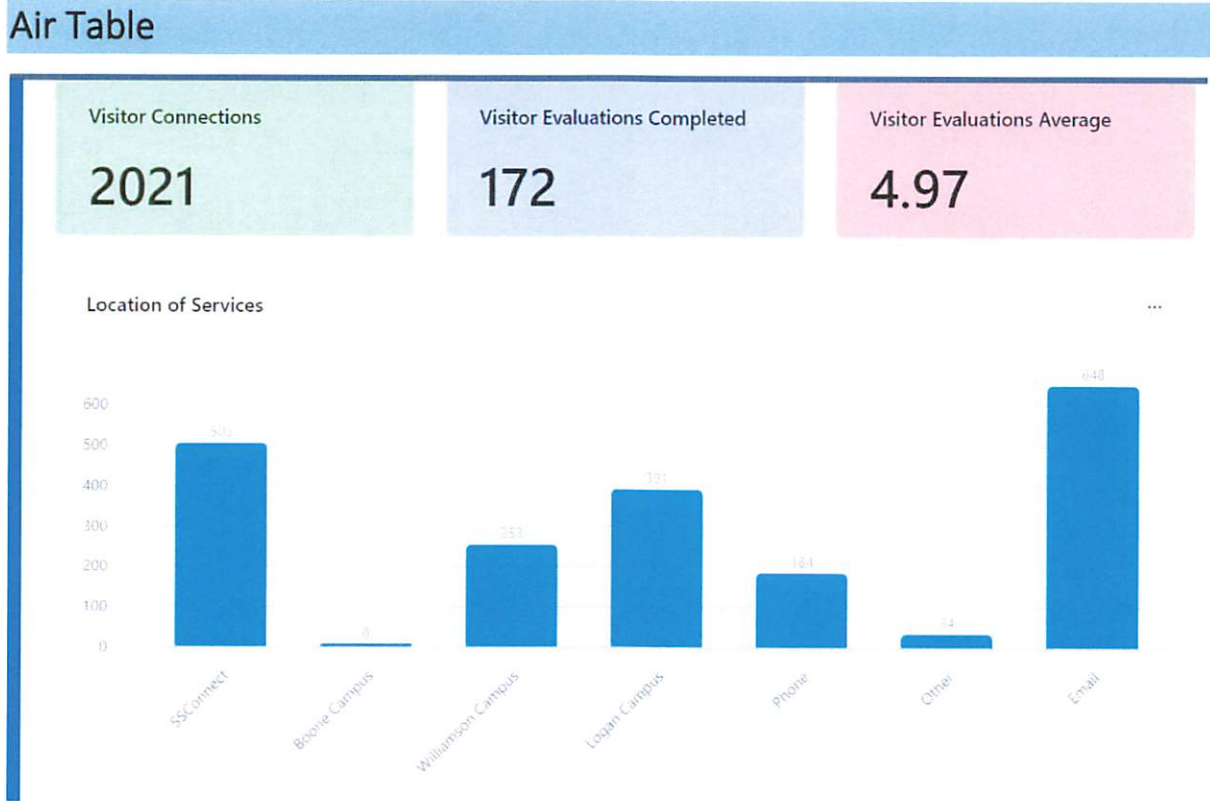 Air Table
Visitor Connections
Visitor Evaluations Completed
Visitor Evaluations Average
2021
172
4.97
Location of Services
...
648
600
503
500
400
391
300
253
200
184
100
34
8
0
SSConnect
Boone Campus
Williamson Campus
Logan Campus
Phone
Other
Email